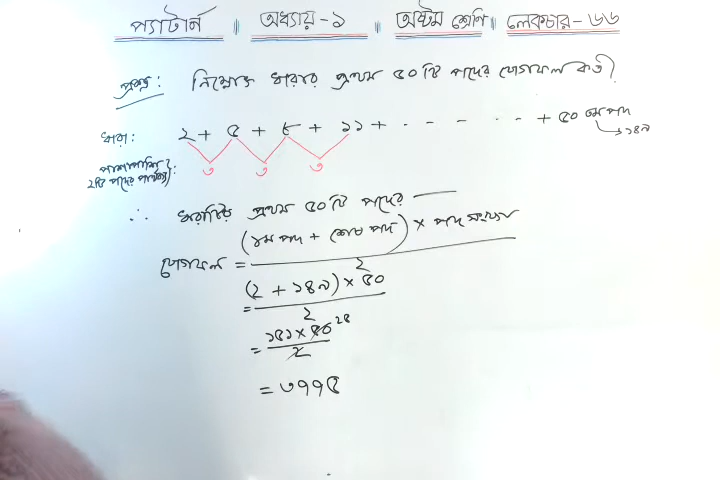 প্যাটার্ন | অধ্যায়-১ | অষ্টম শ্রেণি | লেকচার-৬৬
প্রশ্ন: নিম্নোক্ত ধারার প্রথম ৫০টি পদের যোগফল কত?
ধারা: ২ + ৫ + ৮ + ১১ + . - - . . - + ৫০ তম পদ
→১৪৯
পাশাপাশি
২টি পদের পার্থক্য:
৩ ৩ ৩
∴ ধারাটির প্রথম ৫০টি পদের
যোগফল = (১ম পদ + শেষ পদ) × পদ সংখ্যা
২
= (২ + ১৪৯) × ৫০
২
= ১৫১ × ৫০ ২৫
২
= ৩৭৭৫